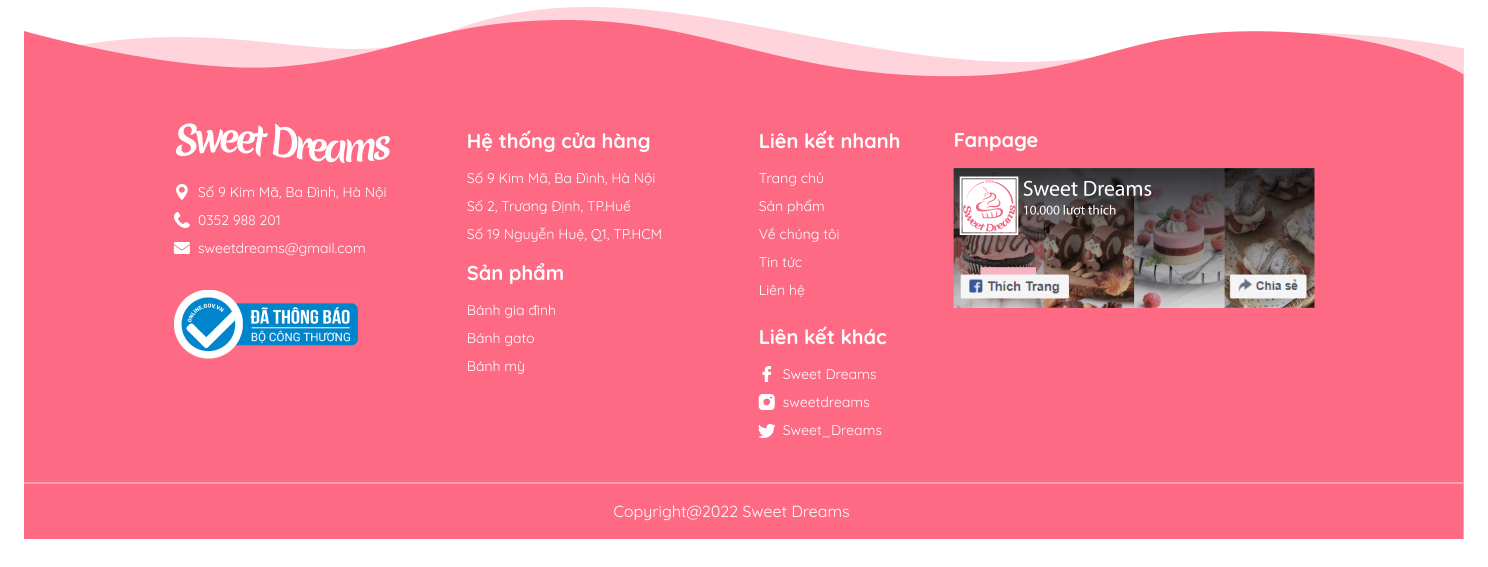 Sweet Dreams
Số 9 Kim Mã, Ba Đình, Hà Nội
0352 988 201
sweetdreams@gmail.com
ONLINE.GOV.VN
ĐÃ THÔNG BÁO
BỘ CÔNG THƯƠNG
Hệ thống cửa hàng
Số 9 Kim Mã, Ba Đình, Hà Nội
Số 2, Trương Định, TP.Huế
Số 19 Nguyễn Huệ, Q1, TP.HCM
Sản phẩm
Bánh gia đình
Bánh gato
Bánh mỳ
Liên kết nhanh
Trang chủ
Sản phẩm
Về chúng tôi
Tin tức
Liên hệ
Liên kết khác
Sweet Dreams
sweetdreams
Sweet_Dreams
Fanpage
Sweet Dreams
Sweet Dreams
10.000 lượt thích
Thích Trang
Chia sẻ
Copyright@2022 Sweet Dreams